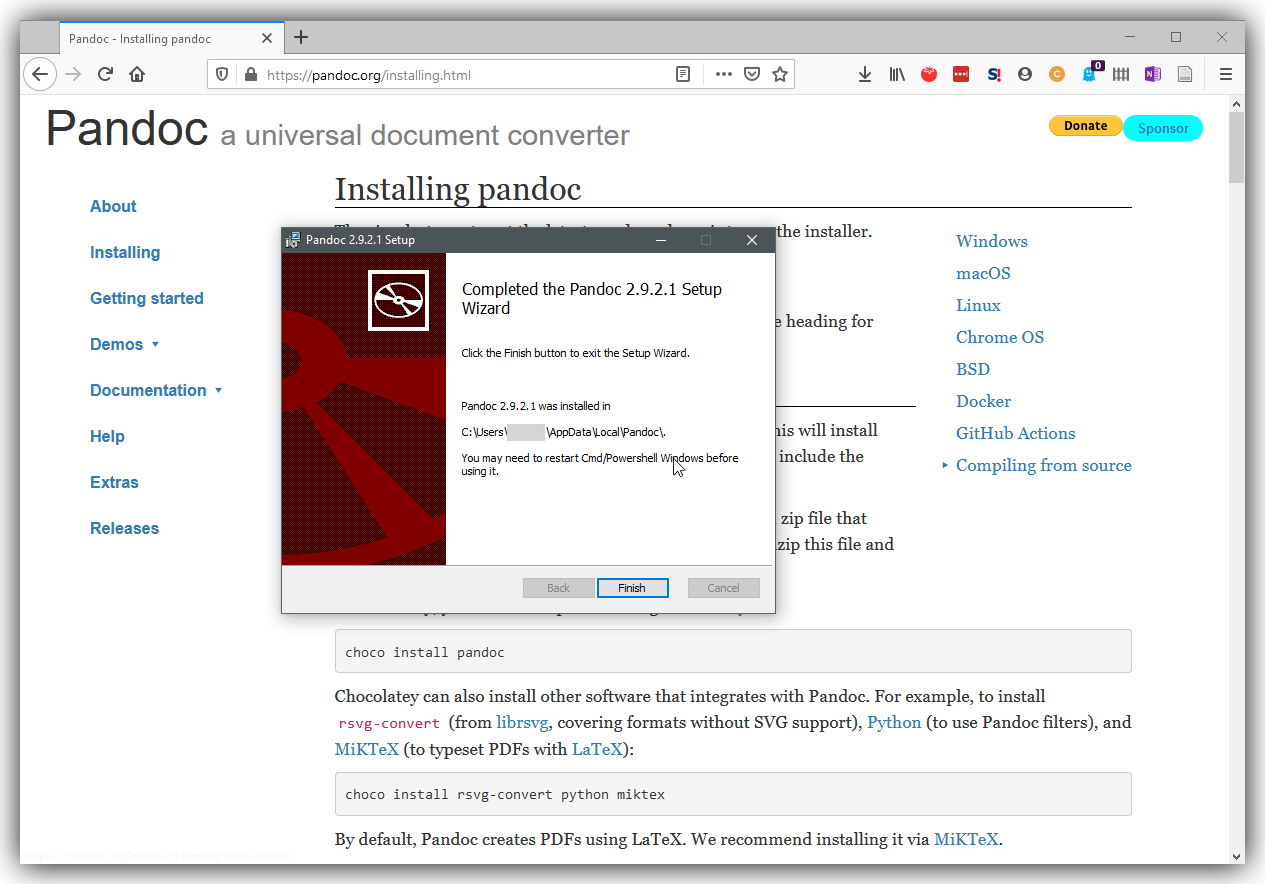 Pandoc - Installing pandoc
https://pandoc.org/installing.html
S!
C
0
N
Pandoc a universal document converter
Donate
Sponsor
About
Installing
Getting started
Demos
Documentation
Help
Extras
Releases
Installing pandoc
the installer.
e heading for
his will install
include the
zip file that
zip this file and
Windows
macOS
Linux
Chrome OS
BSD
Docker
GitHub Actions
Compiling from source
Pandoc 2.9.2.1 Setup
Completed the Pandoc 2.9.2.1 Setup
Wizard
Click the Finish button to exit the Setup Wizard.
Pandoc 2.9.2.1 was installed in
C:\Users\ \AppData\Local\Pandoc\.
You may need to restart Cmd/Powershell Windows before
using it.
Back
Finish
Cancel
choco install pandoc
Chocolatey can also install other software that integrates with Pandoc. For example, to install
rsvg-convert (from librsvg, covering formats without SVG support), Python (to use Pandoc filters), and
MiKTeX (to typeset PDFs with LaTeX):
choco install rsvg-convert python miktex
By default, Pandoc creates PDFs using LaTeX. We recommend installing it via MiKTeX.
https://pandoc.org/installing.html#github-actions